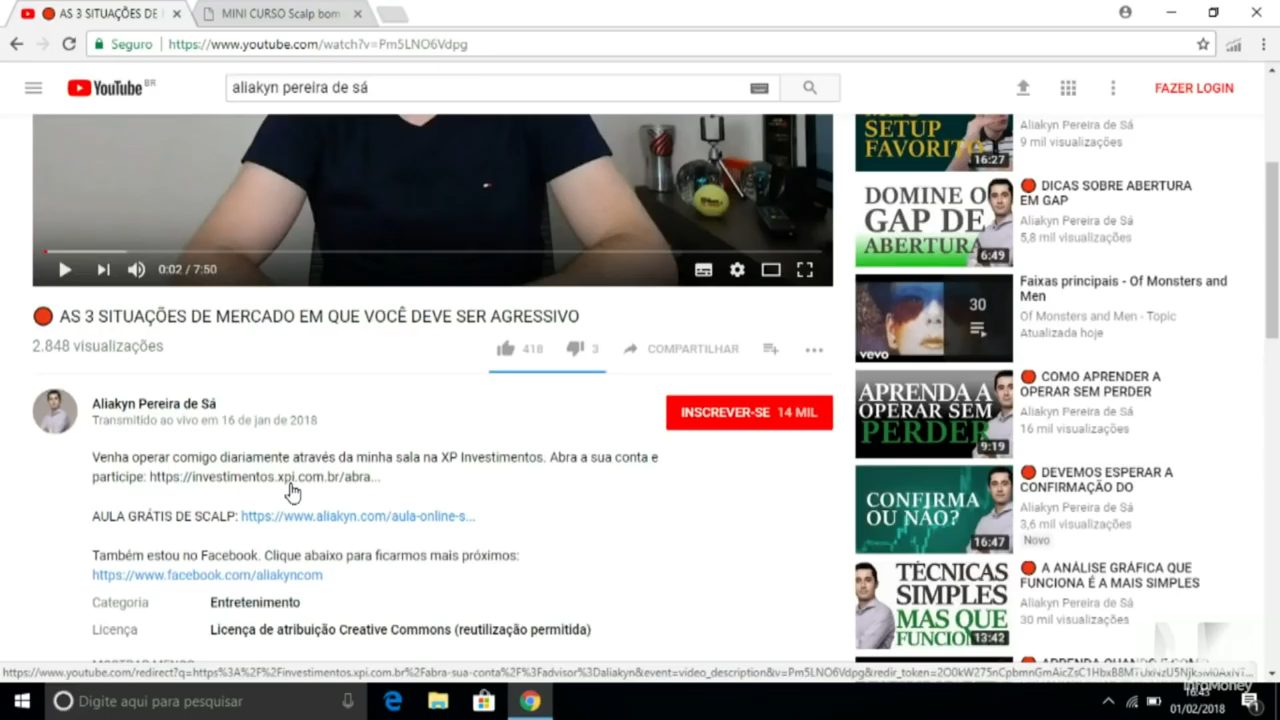 AS 3 SITUAÇÕES DE
MINI CURSO Scalp bom
Seguro
https://www.youtube.com/watch?v=Pm5LNO6Vdpg
YouTube BR
aliakyn pereira de sá
FAZER LOGIN
0:02 / 7:50
AS 3 SITUAÇÕES DE MERCADO EM QUE VOCÊ DEVE SER AGRESSIVO
2.848 visualizações
418
3
COMPARTILHAR
Aliakyn Pereira de Sá
Transmitido ao vivo em 16 de jan de 2018
INSCREVER-SE 14 MIL
Venha operar comigo diariamente através da minha sala na XP Investimentos. Abra a sua conta e
participe: https://investimentos.xpi.com.br/abra...
AULA GRÁTIS DE SCALP: https://www.aliakyn.com/aula-online-s...
Também estou no Facebook. Clique abaixo para ficarmos mais próximos:
https://www.facebook.com/aliakyncom
Categoria
Entretenimento
Licença
Licença de atribuição Creative Commons (reutilização permitida)
SETUP
FAVORITO
16:27
Aliakyn Pereira de Sá
9 mil visualizações
DOMINE O
GAP DE
ABERTURA
6:49
DICAS SOBRE ABERTURA
EM GAP
Aliakyn Pereira de Sá
5,8 mil visualizações
30
vevo
Faixas principais - Of Monsters and
Men
Of Monsters and Men - Topic
Atualizada hoje
APRENDA A
OPERAR SEM
PERDER
9:19
COMO APRENDER A
OPERAR SEM PERDER
Aliakyn Pereira de Sá
16 mil visualizações
CONFIRMA
OU NÃO?
16:47
DEVEMOS ESPERAR A
CONFIRMAÇÃO DO
Aliakyn Pereira de Sá
3,6 mil visualizações
Novo
TÉCNICAS
SIMPLES
MAS QUE
FUNCIO
13:42
A ANÁLISE GRÁFICA QUE
FUNCIONA É A MAIS SIMPLES
Aliakyn Pereira de Sá
30 mil visualizações
InfoMoney
Digite aqui para pesquisar
16:43
01/02/2018